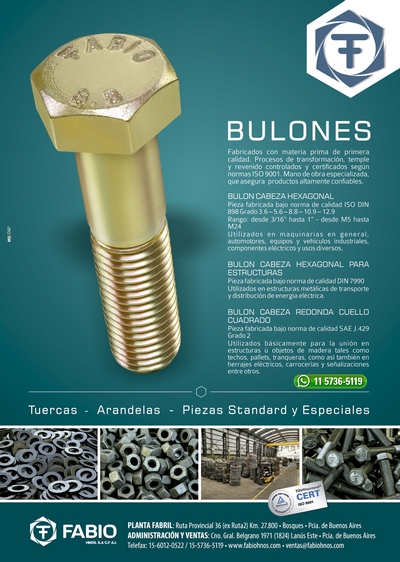 FABIO
8.8
BULONES
Fabricados con materia prima de primera
calidad. Procesos de transformación, temple
y revenido controlados y certificados según
normas ISO 9001. Mano de obra especializada,
que asegura productos altamente confiables.
BULON CABEZA HEXAGONAL
Pieza fabricada bajo norma de calidad ISO DIN
898 Grado 3.6 – 5.6 – 8.8 – 10.9 – 12.9
Rango: desde 3/16" hasta 1" - desde M5 hasta
M24
Utilizados en maquinarias en general,
automotores, equipos y vehículos industriales,
componentes eléctricos y usos diversos.
BULON CABEZA HEXAGONAL PARA
ESTRUCTURAS
Pieza fabricada bajo norma de calidad DIN 7990
Utilizados en estructuras metálicas de transporte
y distribución de energía eléctrica.
BULON CABEZA REDONDA CUELLO
CUADRADO
Pieza fabricada bajo norma de calidad SAE J.429
Grado 2
Utilizados básicamente para la unión en
estructuras ú objetos de madera tales como
techos, pallets, tranqueras, como así también en
herrajes eléctricos, carrocerías y señalizaciones
entre otros.
11 5736-5119
Tuercas - Arandelas - Piezas Standard y Especiales
CERT
ISO 9001
FABIO
HNOS. S.A.C.F.A.I.
PLANTA FABRIL: Ruta Provincial 36 (ex Ruta2) Km. 27.800 • Bosques • Pcia. de Buenos Aires
ADMINISTRACIÓN Y VENTAS: Cno. Gral. Belgrano 1971 (1824) Lanús Este • Pcia. de Buenos Aires
Telefax: 15-6012-0522 / 15-5736-5119 • www.fabiohnos.com • ventas@fabiohnos.com